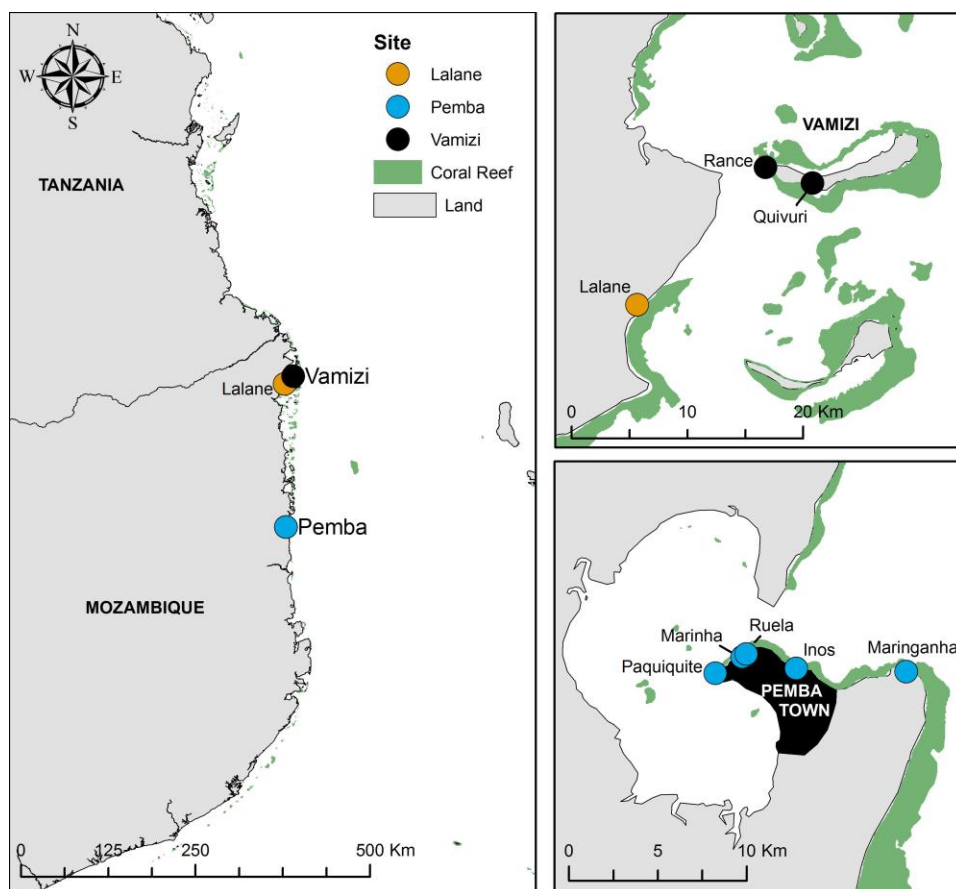 N
W E
S
Site
Lalane
Pemba
Vamizi
Coral Reef
Land
TANZANIA
Vamizi
Lalane
Pemba
MOZAMBIQUE
0 125 250 500 Km
VAMIZI
Rance
Quivuri
Lalane
0 10 20 Km
Ruela
Marinha
Inos
Maringanha
Paquiquite
PEMBA
TOWN
0 5 10 Km